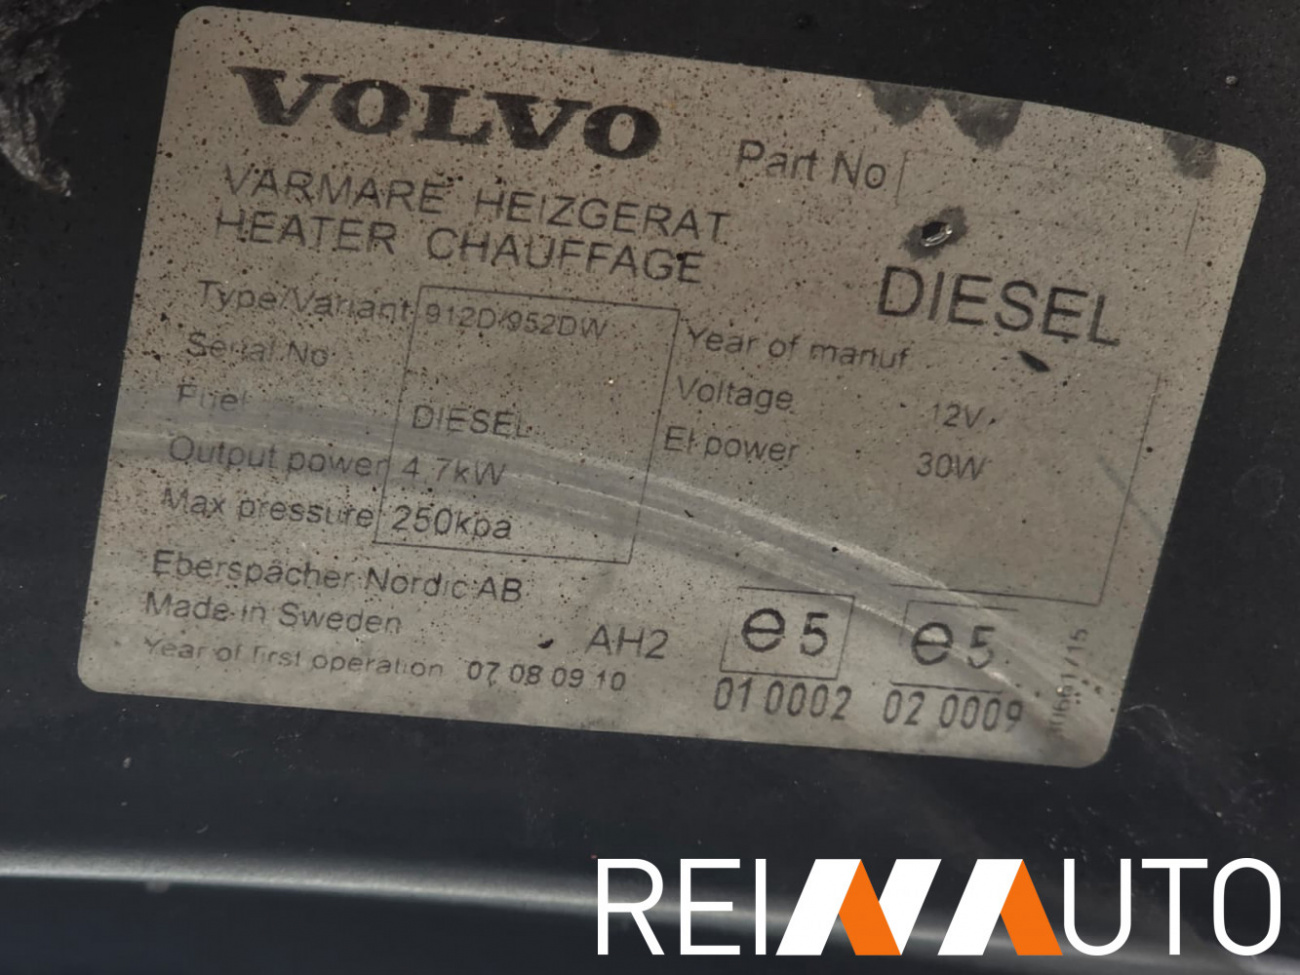 VOLVO
Part No
VARMARE HEIZGERAT
HEATER CHAUFFAGE
DIESEL
Type/Variant 912D/952DW
Serial No
Fuel DIESEL
Output power 4.7kW
Max pressure 250kpa
Year of manuf
Voltage 12V
El power 30W
Eberspächer Nordic AB
Made in Sweden
Year of first operation 07 08 09 10
AH2
e5
01 0002
e5
02 0009
REINAUTO